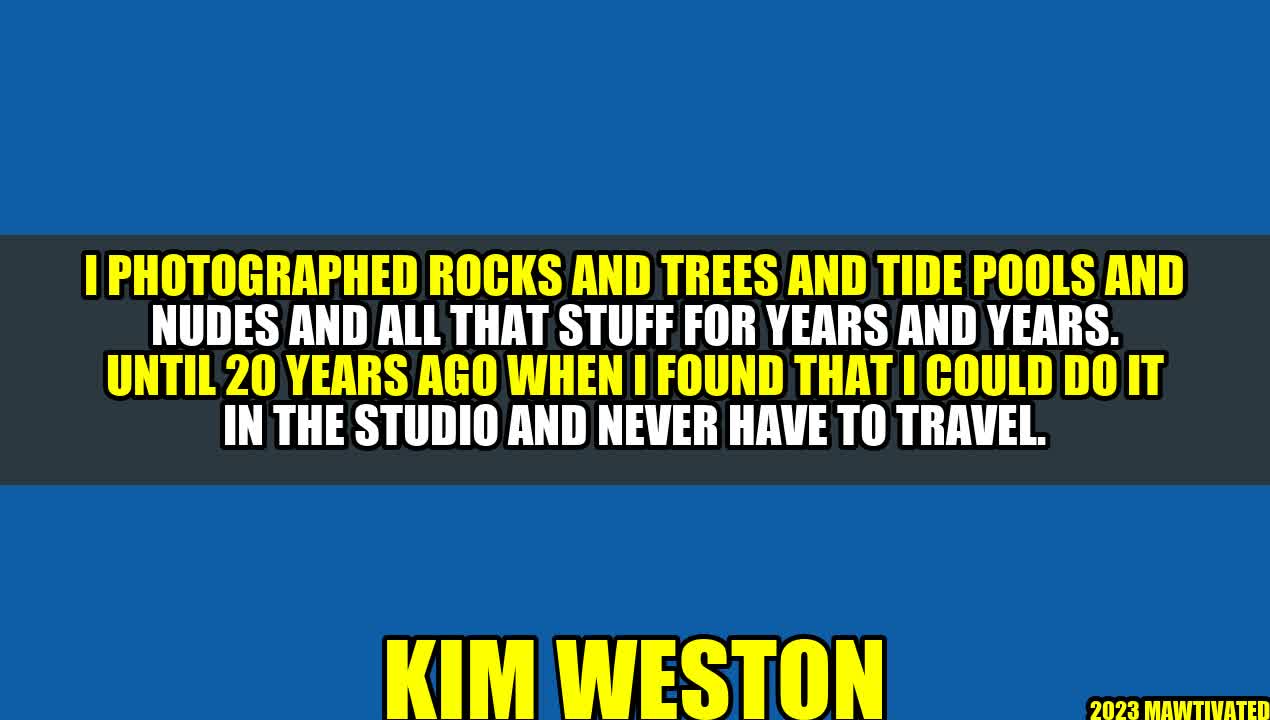 I PHOTOGRAPHED ROCKS AND TREES AND TIDE POOLS AND
NUDES AND ALL THAT STUFF FOR YEARS AND YEARS.
UNTIL 20 YEARS AGO WHEN I FOUND THAT I COULD DO IT
IN THE STUDIO AND NEVER HAVE TO TRAVEL.
KIM WESTON
2023 MAWTIVATED